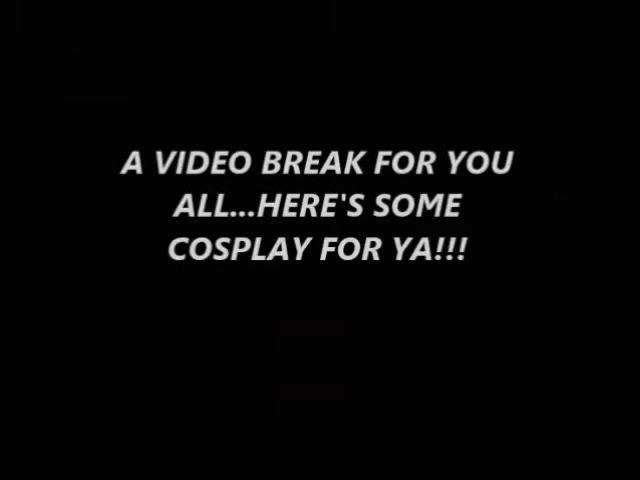 A VIDEO BREAK FOR YOU
ALL...HERE'S SOME
COSPLAY FOR YA!!!